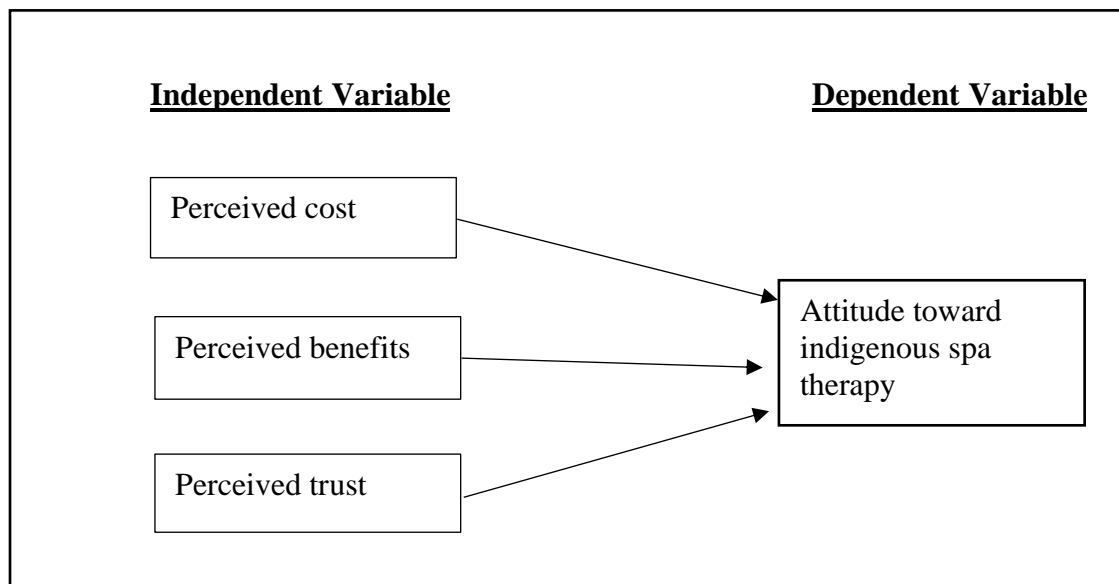 Independent Variable
Dependent Variable
Perceived cost
Perceived benefits
Perceived trust
Attitude toward
indigenous spa
therapy